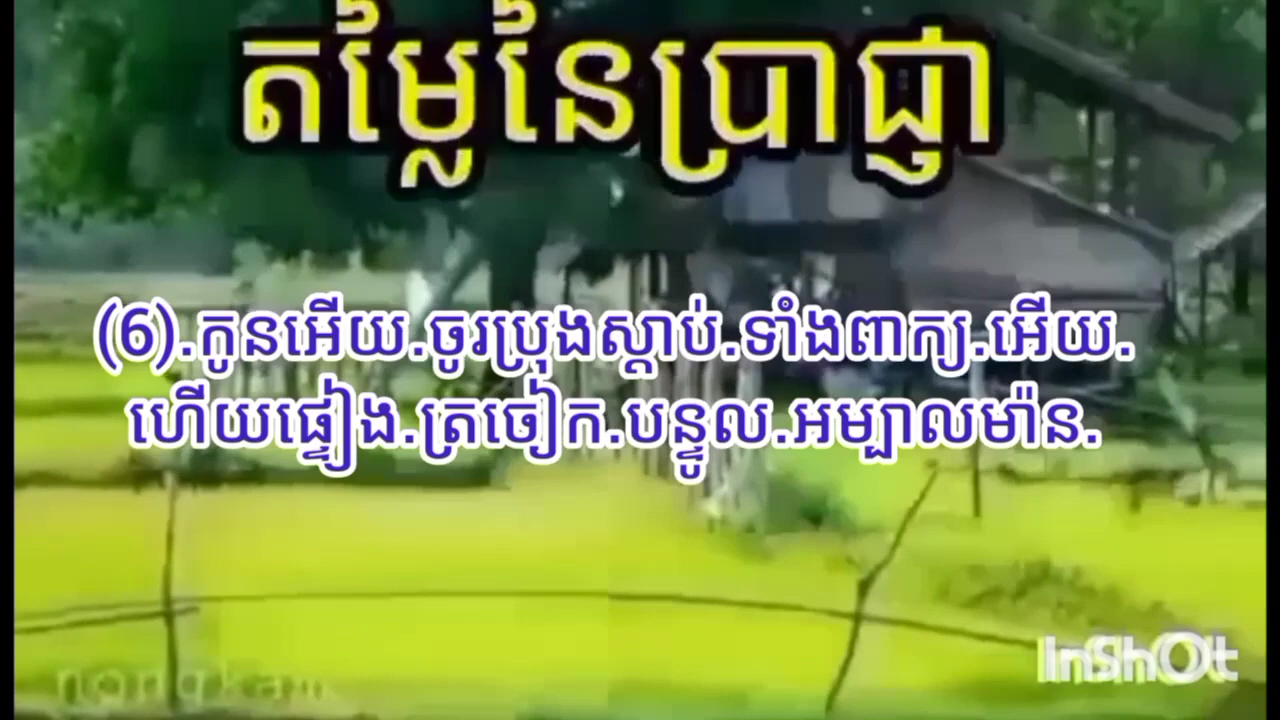 តម្លៃនៃប្រាជ្ញា
(6).កូនអើយ.ចូរប្រុងស្ដាប់.ទាំងពាក្យ.អើយ.
ហើយផ្ទៀង.ត្រចៀក.បន្ទូល.អម្បាលម៉ាន.
InShOt